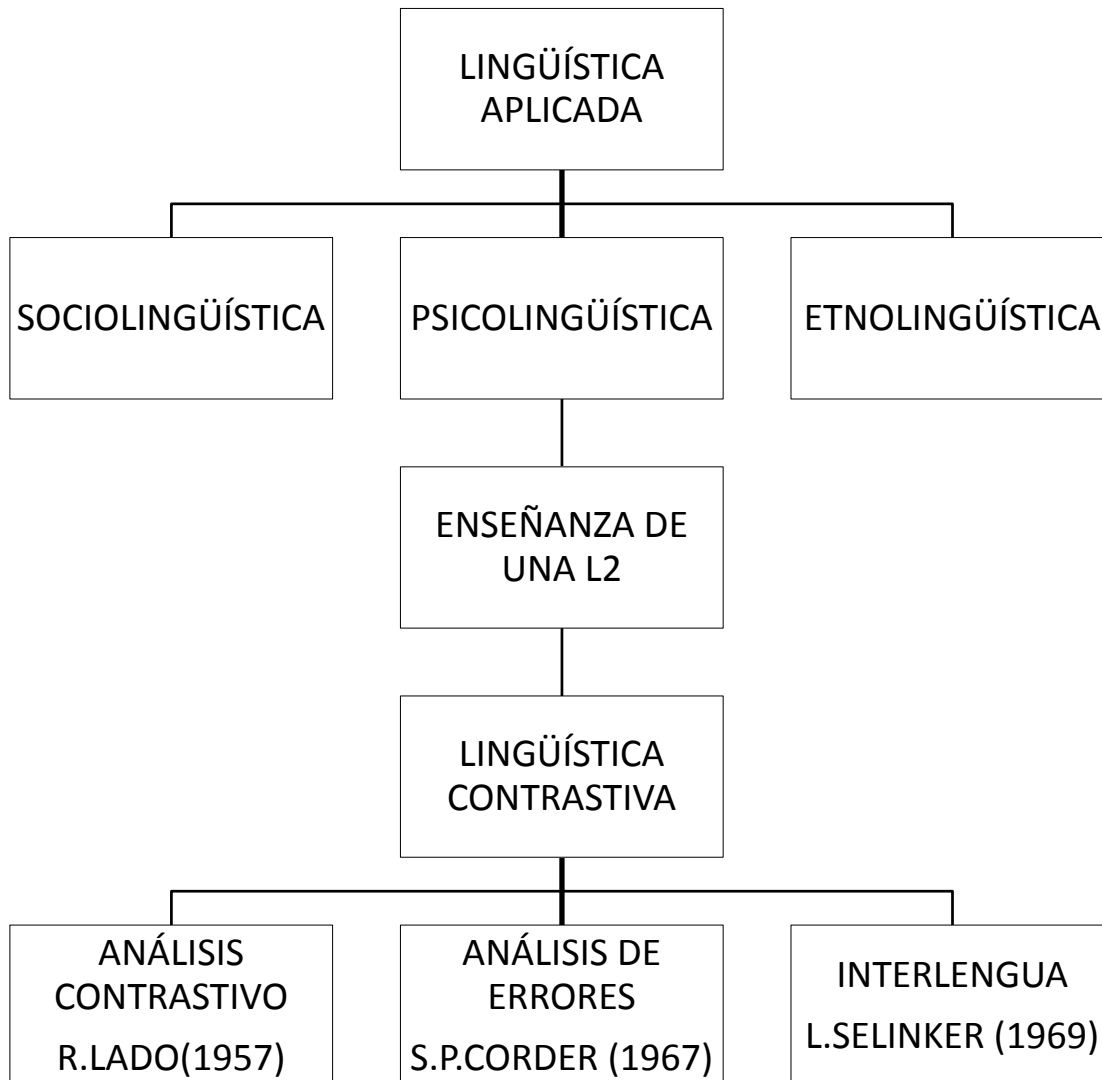 LINGÜÍSTICA
APLICADA
SOCIOLINGÜÍSTICA
PSICOLINGÜÍSTICA
ETNOLINGÜÍSTICA
ENSEÑANZA DE
UNA L2
LINGÜÍSTICA
CONTRASTIVA
ANÁLISIS
CONTRASTIVO
R.LADO(1957)
ANÁLISIS DE
ERRORES
S.P.CORDER (1967)
INTERLENGUA
L.SELINKER (1969)